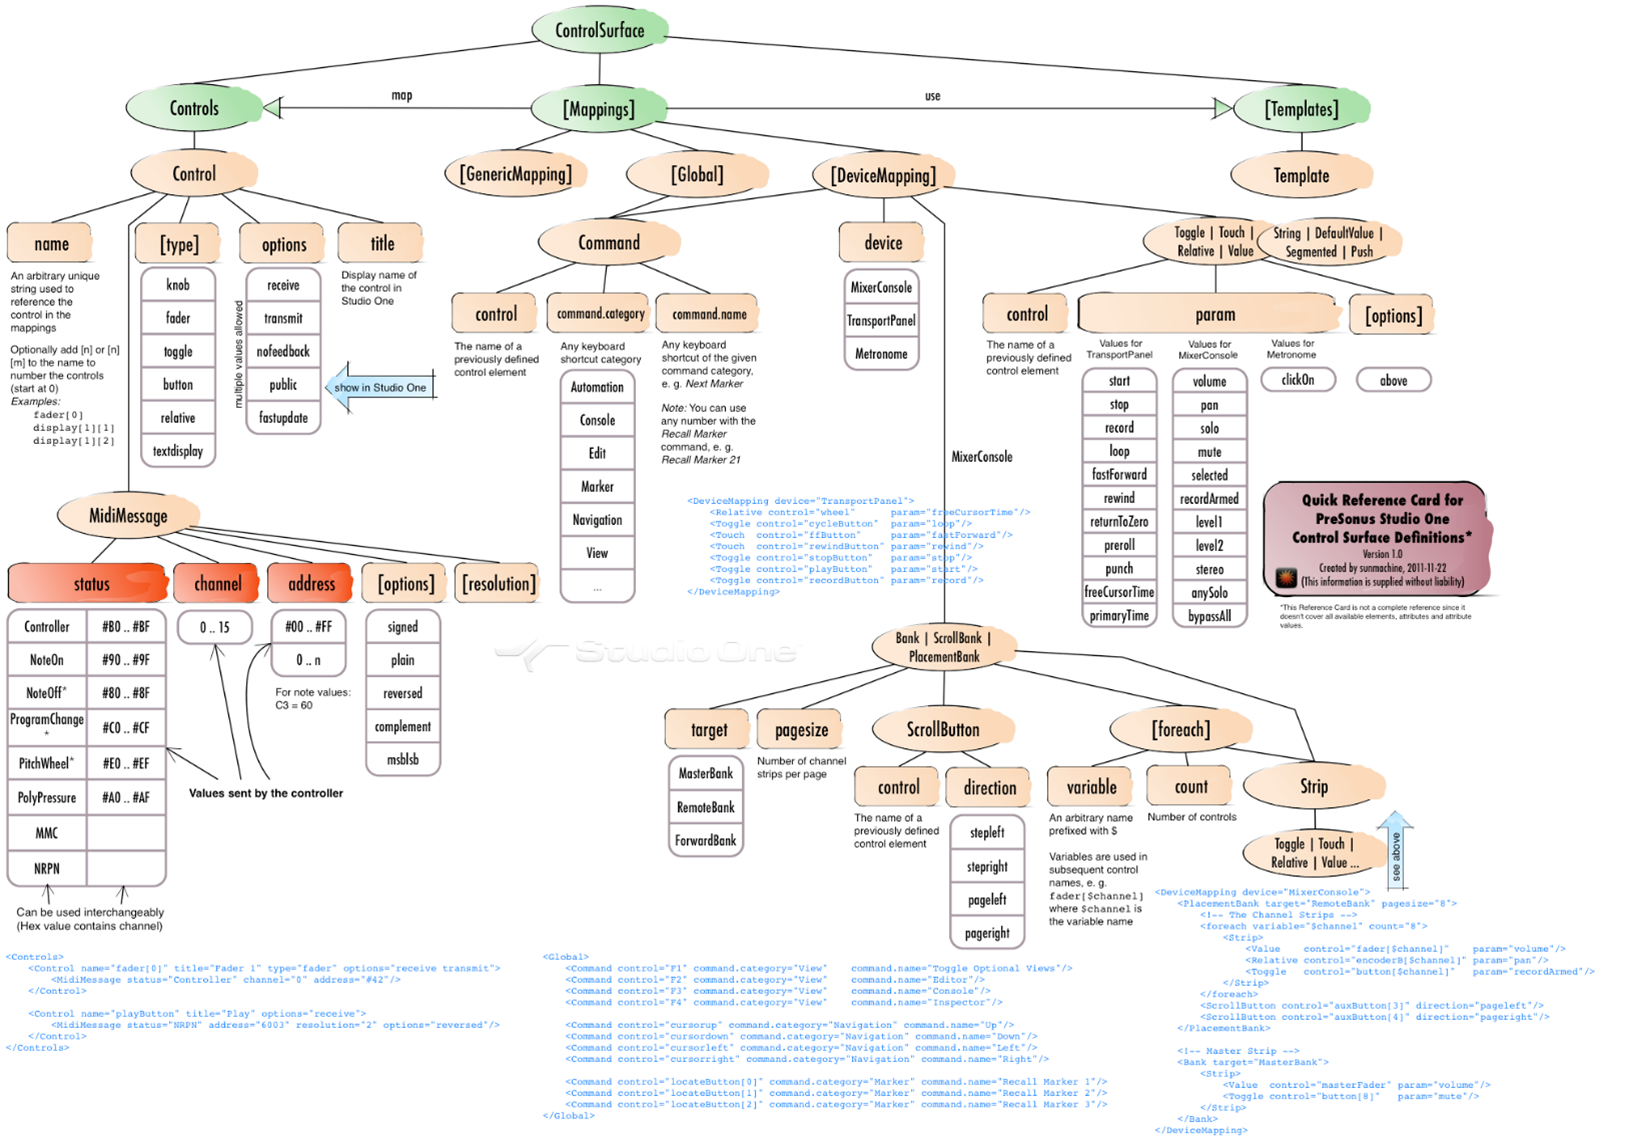 ControlSurface
Controls
map
[Mappings]
use
[Templates]
Control
[GenericMapping]
[Global]
[DeviceMapping]
Template
name
[type]
options
title
An arbitrary unique
string used to
reference the
control in the
mappings
Optionally add [n] or [n]
[m] to the name to
number the controls
(start at 0)
Examples:
fader[0]
display[1][1]
display[1][2]
knob
fader
toggle
button
relative
textdisplay
multiple values allowed
receive
transmit
nofeedback
public
fastupdate
show in Studio One
Display name of
the control in
Studio One
Command
control
command.category
command.name
The name of a
previously defined
control element
Any keyboard
shortcut category
Automation
Console
Edit
Marker
Navigation
View
...
Any keyboard
shortcut of the given
command category,
e. g. Next Marker
Note: You can use
any number with the
Recall Marker
command, e. g.
Recall Marker 21
device
MixerConsole
TransportPanel
Metronome
MixerConsole
Toggle | Touch |
Relative | Value
String | DefaultValue |
Segmented | Push
control
param
[options]
The name of a
previously defined
control element
Values for
TransportPanel
start
stop
record
loop
fastForward
rewind
returnToZero
preroll
punch
freeCursorTime
primaryTime
Values for
MixerConsole
volume
pan
solo
mute
selected
recordArmed
level1
level2
stereo
anySolo
bypassAll
Values for
Metronome
clickOn
above
<DeviceMapping device="TransportPanel">
<Relative control="wheel" param="freeCursorTime"/>
<Toggle control="cycleButton" param="loop"/>
<Touch control="ffButton" param="fastForward"/>
<Touch control="rewindButton" param="rewind"/>
<Toggle control="stopButton" param="stop"/>
<Toggle control="playButton" param="start"/>
<Toggle control="recordButton" param="record"/>
</DeviceMapping>
Quick Reference Card for
PreSonus Studio One
Control Surface Definitions*
Version 1.0
Created by sunmachine, 2011-11-22
(This information is supplied without liability)
*This Reference Card is not a complete reference since it
doesn't cover all available elements, attributes and attribute
values.
MidiMessage
status
channel
address
[options]
[resolution]
Controller #B0 .. #BF
NoteOn #90 .. #9F
NoteOff* #80 .. #8F
ProgramChange
* #C0 .. #CF
PitchWheel* #E0 .. #EF
PolyPressure #A0 .. #AF
MMC
NRPN
0 .. 15
#00 .. #FF
0 .. n
For note values:
C3 = 60
signed
plain
reversed
complement
msblsb
Values sent by the controller
Can be used interchangeably
(Hex value contains channel)
Studio One
Bank | ScrollBank |
PlacementBank
target
pagesize
ScrollButton
[foreach]
MasterBank
RemoteBank
ForwardBank
Number of channel
strips per page
control
direction
The name of a
previously defined
control element
stepleft
stepright
pageleft
pageright
variable
count
An arbitrary name
prefixed with $
Variables are used in
subsequent control
names, e. g.
fader[$channel]
where $channel is
the variable name
Number of controls
Strip
Toggle | Touch |
Relative | Value ...
see above
<Controls>
<Control name="fader[0]" title="Fader 1" type="fader" options="receive transmit">
<MidiMessage status="Controller" channel="0" address="#42"/>
</Control>
<Control name="playButton" title="Play" options="receive">
<MidiMessage status="NRPN" address="6003" resolution="2" options="reversed"/>
</Control>
</Controls>
<Global>
<Command control="F1" command.category="View" command.name="Toggle Optional Views"/>
<Command control="F2" command.category="View" command.name="Editor"/>
<Command control="F3" command.category="View" command.name="Console"/>
<Command control="F4" command.category="View" command.name="Inspector"/>
<Command control="cursorup" command.category="Navigation" command.name="Up"/>
<Command control="cursordown" command.category="Navigation" command.name="Down"/>
<Command control="cursorleft" command.category="Navigation" command.name="Left"/>
<Command control="cursorright" command.category="Navigation" command.name="Right"/>
<Command control="locateButton[0]" command.category="Marker" command.name="Recall Marker 1"/>
<Command control="locateButton[1]" command.category="Marker" command.name="Recall Marker 2"/>
<Command control="locateButton[2]" command.category="Marker" command.name="Recall Marker 3"/>
</Global>
<DeviceMapping device="MixerConsole">
<PlacementBank target="RemoteBank" pagesize="8">
<!-- The Channel Strips -->
<foreach variable="$channel" count="8">
<Strip>
<Value control="fader[$channel]" param="volume"/>
<Relative control="encoderB[$channel]" param="pan"/>
<Toggle control="button[$channel]" param="recordArmed"/>
</Strip>
</foreach>
<ScrollButton control="auxButton[3]" direction="pageleft"/>
<ScrollButton control="auxButton[4]" direction="pageright"/>
</PlacementBank>
<!-- Master Strip -->
<Bank target="MasterBank">
<Strip>
<Value control="masterFader" param="volume"/>
<Toggle control="button[8]" param="mute"/>
</Strip>
</Bank>
</DeviceMapping>